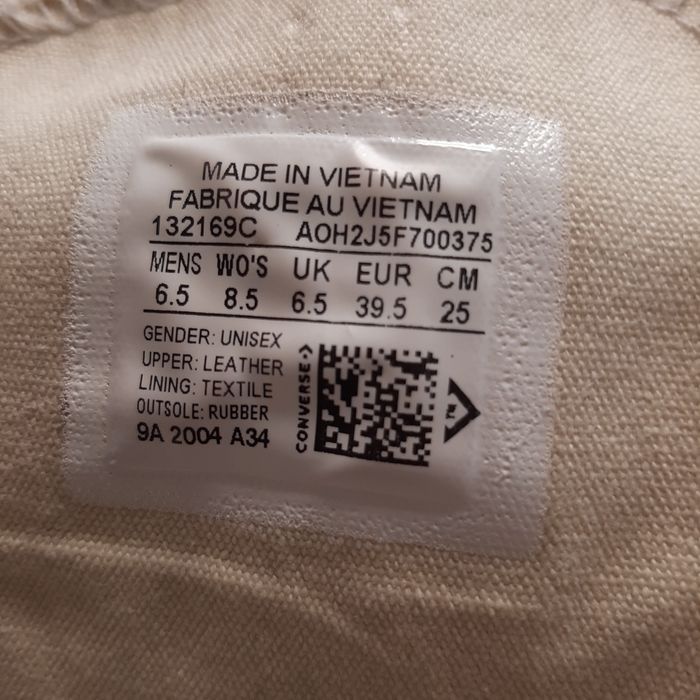 MADE IN VIETNAM
FABRIQUE AU VIETNAM
132169C AOH2J5F700375
MENS WO'S UK EUR CM
6.5 8.5 6.5 39.5 25
GENDER: UNISEX
UPPER: LEATHER
LINING: TEXTILE
OUTSOLE: RUBBER
9A 2004 A34
CONVERSE